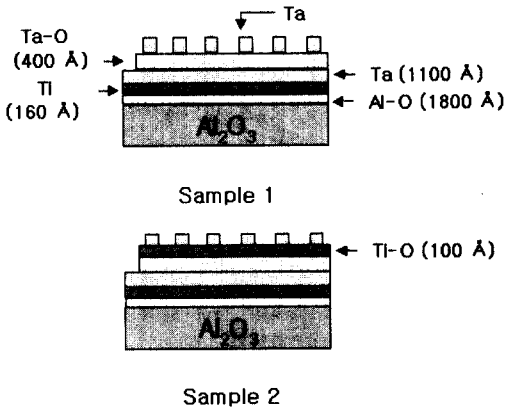 Ta
Ta-O
(400 Å)
Ti
(160 Å)
Ta (1100 Å)
Al-O (1800 Å)
Al2O3
Sample 1
Ti-O (100 Å)
Al2O3
Sample 2